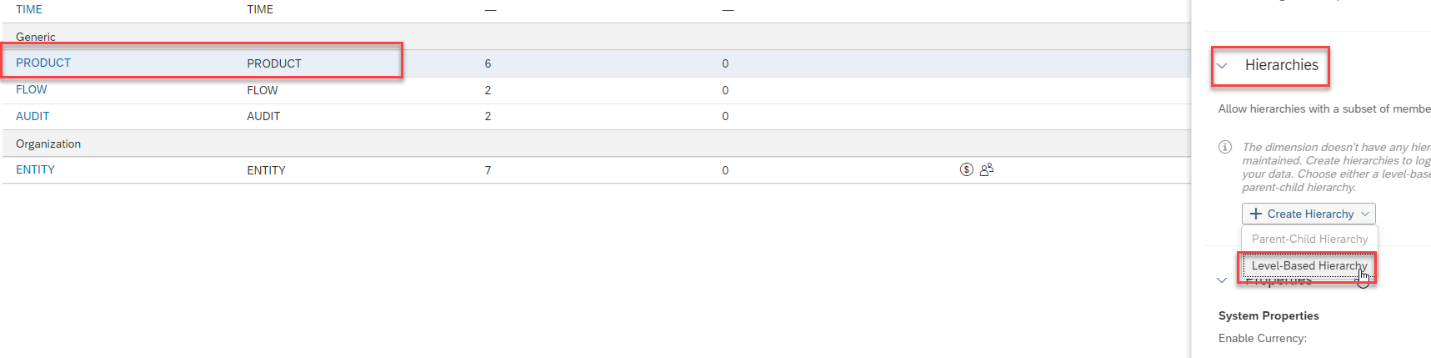 TIME TIME — —
Generic
PRODUCT PRODUCT 6 0
FLOW FLOW 2 0
AUDIT AUDIT 2 0
Organization
ENTITY ENTITY 7 0
Hierarchies
Allow hierarchies with a subset of membe
The dimension doesn't have any hier
maintained. Create hierarchies to log
your data. Choose either a level-base
parent-child hierarchy.
+ Create Hierarchy
Parent-Child Hierarchy
Level-Based Hierarchy
Properties
System Properties
Enable Currency: